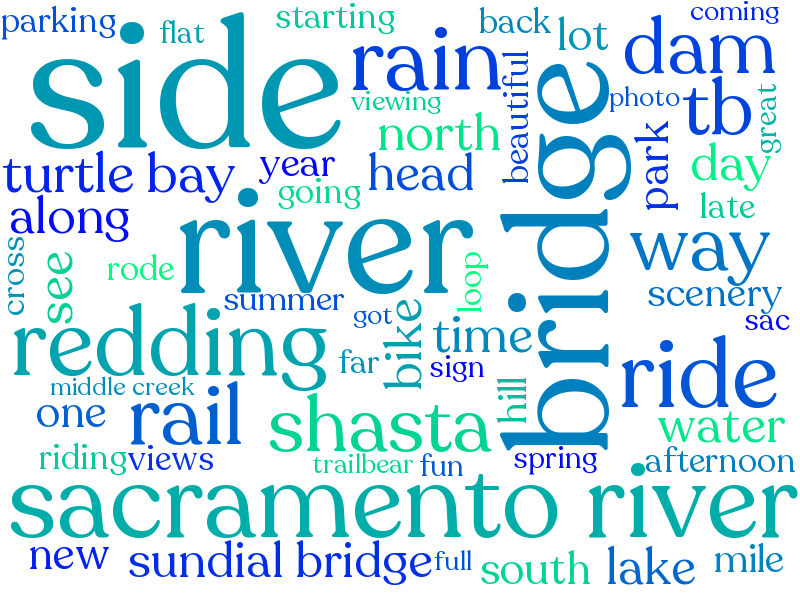 parking
flat
starting
back
lot
coming
side
rain
dam
viewing
beautiful
photo
tb
great
bridge
north
park
day
turtle bay
year
head
going
late
along
river
way
cross
see
rode
loop
scenery
summer
got
bike
sac
redding
time
far
sign
ride
middle creek
hill
one
rail
shasta
water
riding
views
trailbear
fun
spring
afternoon
sacramento river
new
sundial bridge
full
south
lake
mile